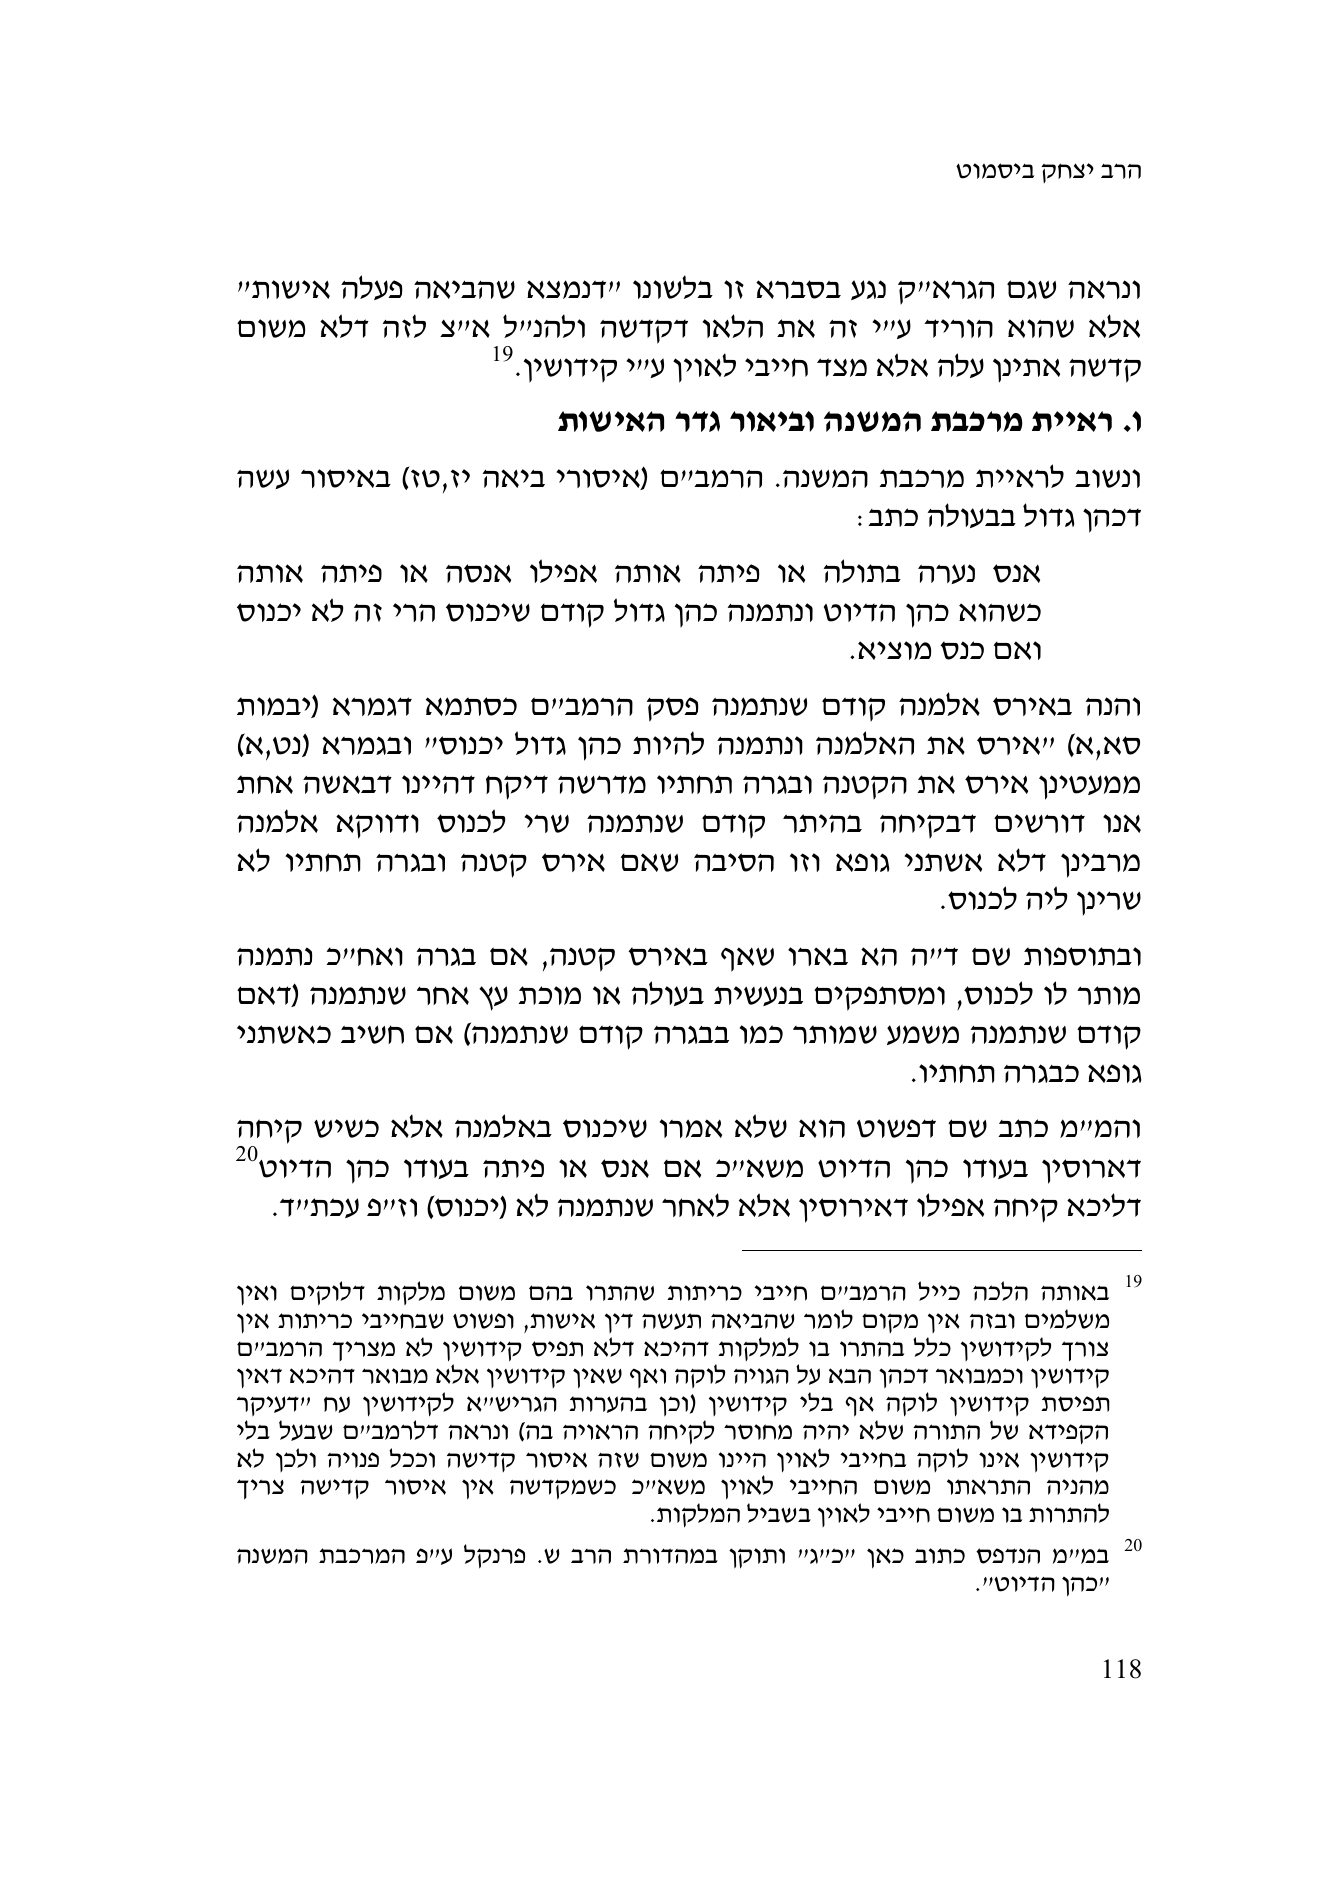 הרב יצחק ביסמוט
ונראה שגם הגרא״ק נגע בסברא זו בלשונו ״דנמצא שהביאה פעלה אישות״
אלא שהוא הוריד ע״י זה את הלאו דקדשה ולהנ״ל א״צ לזה דלא משום
קדשה אתינן עלה אלא מצד חייבי לאוין ע״י קידושין.19
ו. ראיית מרכבת המשנה וביאור גדר האישות
ונשוב לראיית מרכבת המשנה. הרמב״ם (איסורי ביאה יז,טז) באיסור עשה
דכהן גדול בבעולה כתב:
אנס נערה בתולה או פיתה אותה אפילו אנסה או פיתה אותה
כשהוא כהן הדיוט ונתמנה כהן גדול קודם שיכנוס הרי זה לא יכנוס
ואם כנס מוציא.
והנה באירס אלמנה קודם שנתמנה פסק הרמב״ם כסתמא דגמרא (יבמות
סא,א) ״אירס את האלמנה ונתמנה להיות כהן גדול יכנוס״ ובגמרא (נט,א)
ממעטינן אירס את הקטנה ובגרה תחתיו מדרשה דיקח דהיינו דבאשה אחת
אנו דורשים דבקיחה בהיתר קודם שנתמנה שרי לכנוס ודווקא אלמנה
מרבינן דלא אשתני גופא וזו הסיבה שאם אירס קטנה ובגרה תחתיו לא
שרינן ליה לכנוס.
ובתוספות שם ד״ה הא בארו שאף באירס קטנה, אם בגרה ואח״כ נתמנה
מותר לו לכנוס, ומסתפקים בנעשית בעולה או מוכת עץ אחר שנתמנה (דאם
קודם שנתמנה משמע שמותר כמו בבגרה קודם שנתמנה) אם חשיב כאשתני
גופא כבגרה תחתיו.
והמ״מ כתב שם דפשוט הוא שלא אמרו שיכנוס באלמנה אלא כשיש קיחה
דארוסין בעודו כהן הדיוט משא״כ אם אנס או פיתה בעודו כהן הדיוט20
דליכא קיחה אפילו דאירוסין אלא לאחר שנתמנה לא (יכנוס) וז״פ עכת״ד.
19 באותה הלכה כייל הרמב״ם חייבי כריתות שהתרו בהם משום מלקות דלוקים ואין
משלמים ובזה אין מקום לומר שהביאה תעשה דין אישות, ופשוט שבחייבי כריתות אין
צורך לקידושין כלל בהתרו בו למלקות דהיכא דלא תפיס קידושין לא מצריך הרמב״ם
קידושין וכמבואר דכהן הבא על הגויה לוקה ואף שאין קידושין אלא מבואר דהיכא דאין
תפיסת קידושין לוקה אף בלי קידושין (וכן בהערות הגריש״א לקידושין עח ״דעיקר
הקפידא של התורה שלא יהיה מחוסר לקיחה הראויה בה) ונראה דלרמב״ם שבעל בלי
קידושין אינו לוקה בחייבי לאוין היינו משום שזה איסור קדישה וככל פנויה ולכן לא
מהניה התראתו משום החייבי לאוין משא״כ כשמקדשה אין איסור קדישה צריך
להתרות בו משום חייבי לאוין בשביל המלקות.
20 במ״מ הנדפס כתוב כאן ״כ״ג״ ותוקן במהדורת הרב ש. פרנקל ע״פ המרכבת המשנה
״כהן הדיוט״.
118